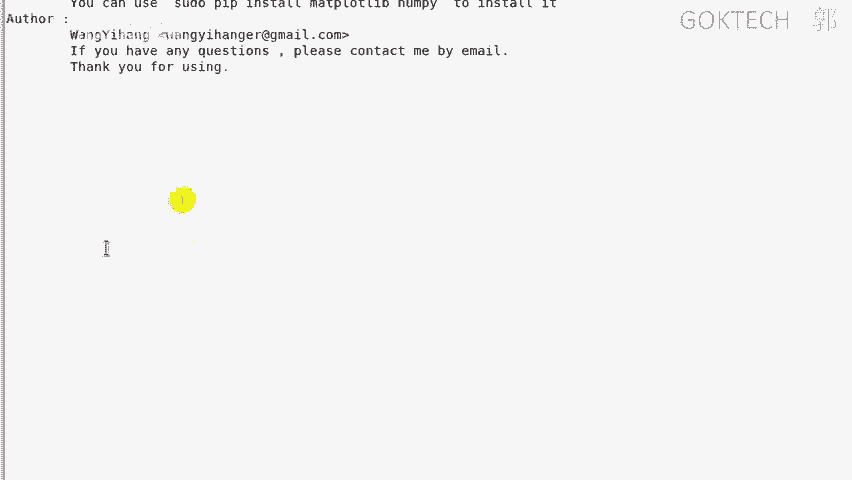 You can use `sudo pip install matplotlib numpy` to install it
Author :
WangYihang <wangyihanger@gmail.com>
If you have any questions , please contact me by email.
Thank you for using.
GOKTECH 郭